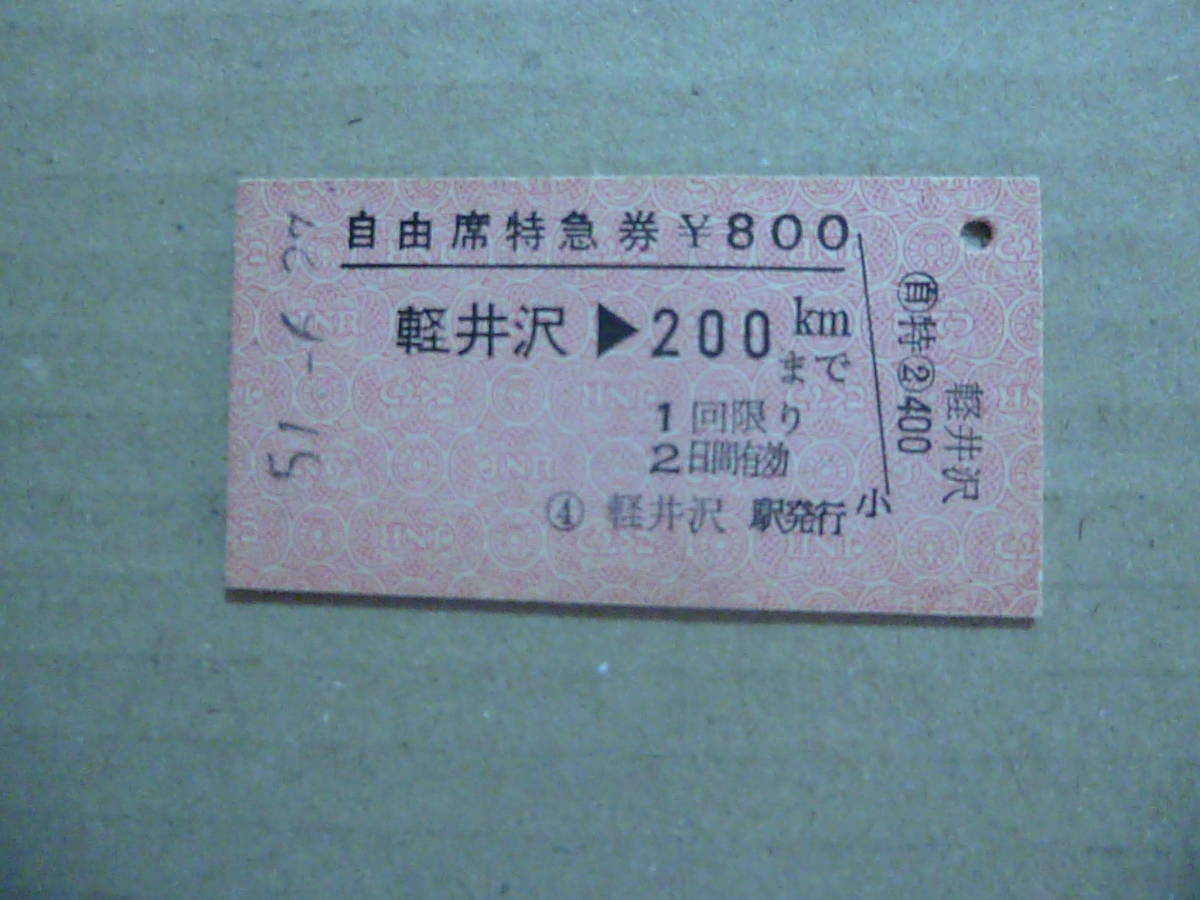 51.-6.27
自由席特急券 ¥800
軽井沢 ▶ 200 km
まで
1回限り
2日間有効
④ 軽井沢 駅発行
小
軽井沢
自特②400